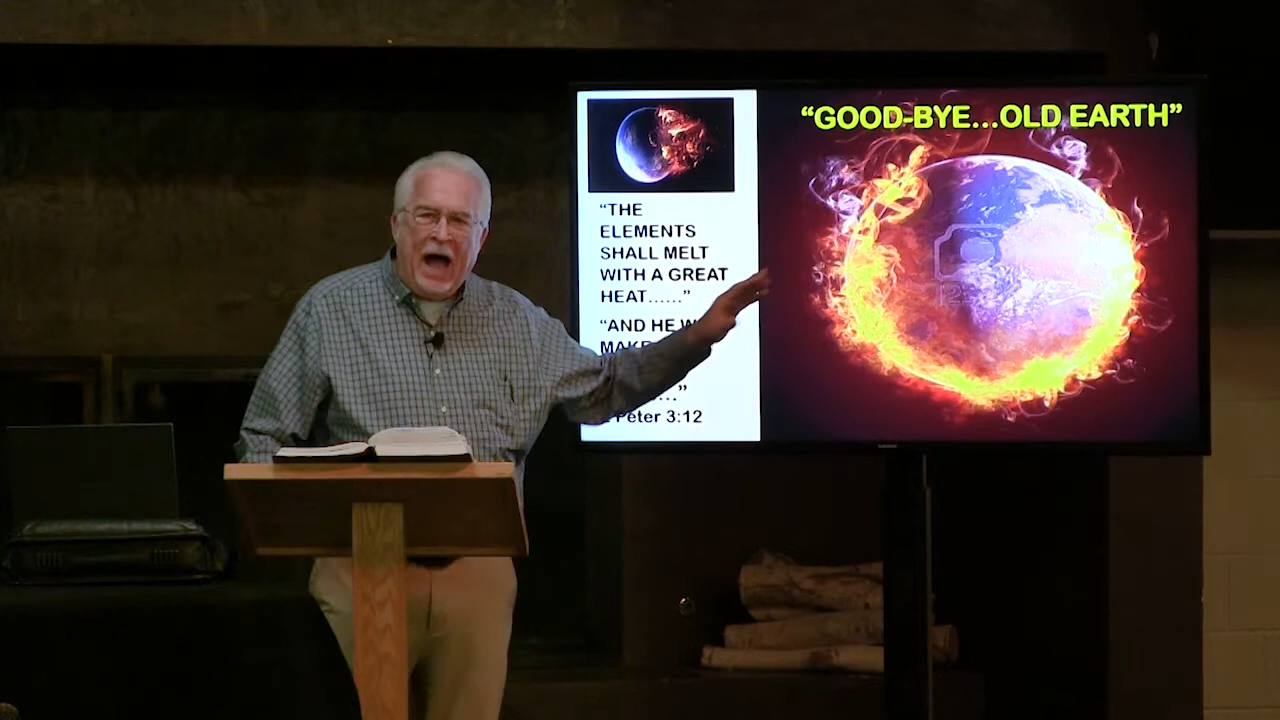 “GOOD-BYE...OLD EARTH”
“THE
ELEMENTS
SHALL MELT
WITH A GREAT
HEAT......”
“AND HE
Peter 3:12